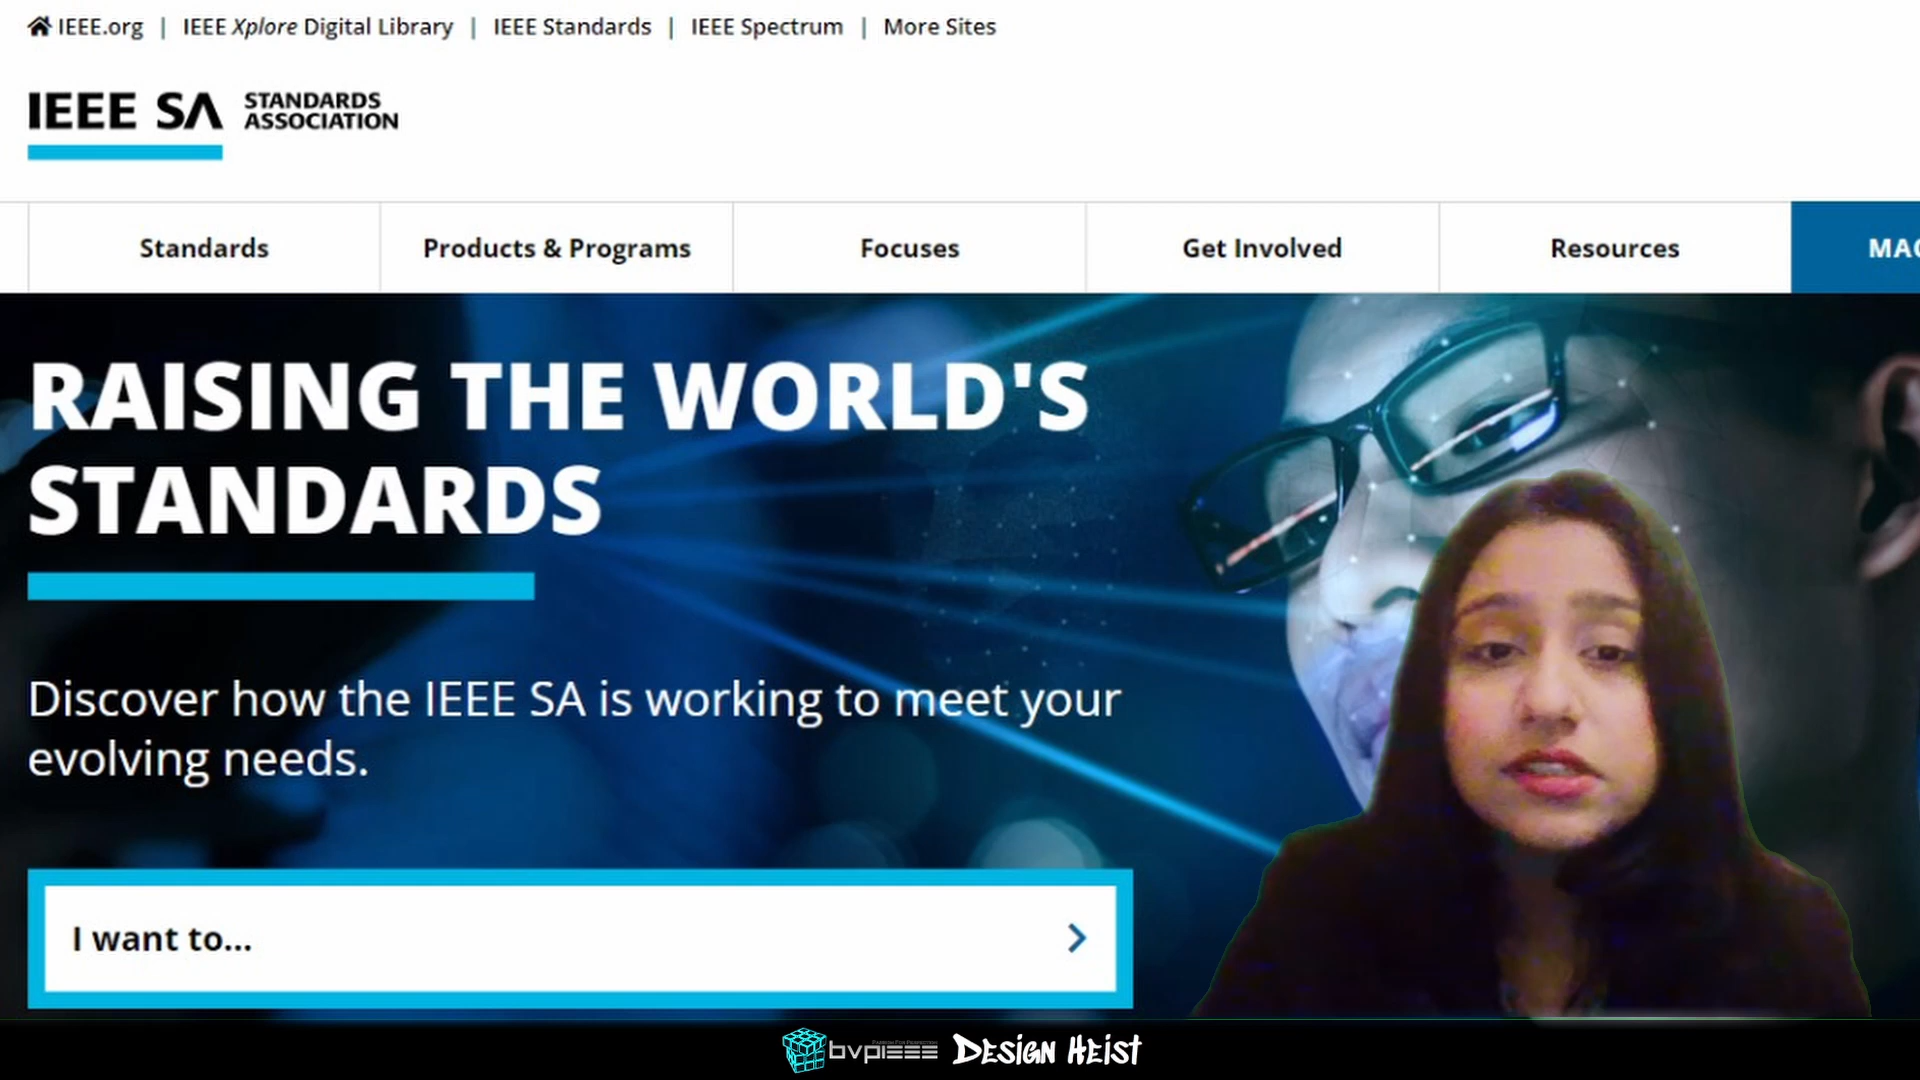 IEEE.org | IEEE Xplore Digital Library | IEEE Standards | IEEE Spectrum | More Sites
IEEE SA STANDARDS
ASSOCIATION
Standards Products & Programs Focuses Get Involved Resources MAC
RAISING THE WORLD'S
STANDARDS
Discover how the IEEE SA is working to meet your
evolving needs.
I want to...
bvpieee DESIGN HEIST